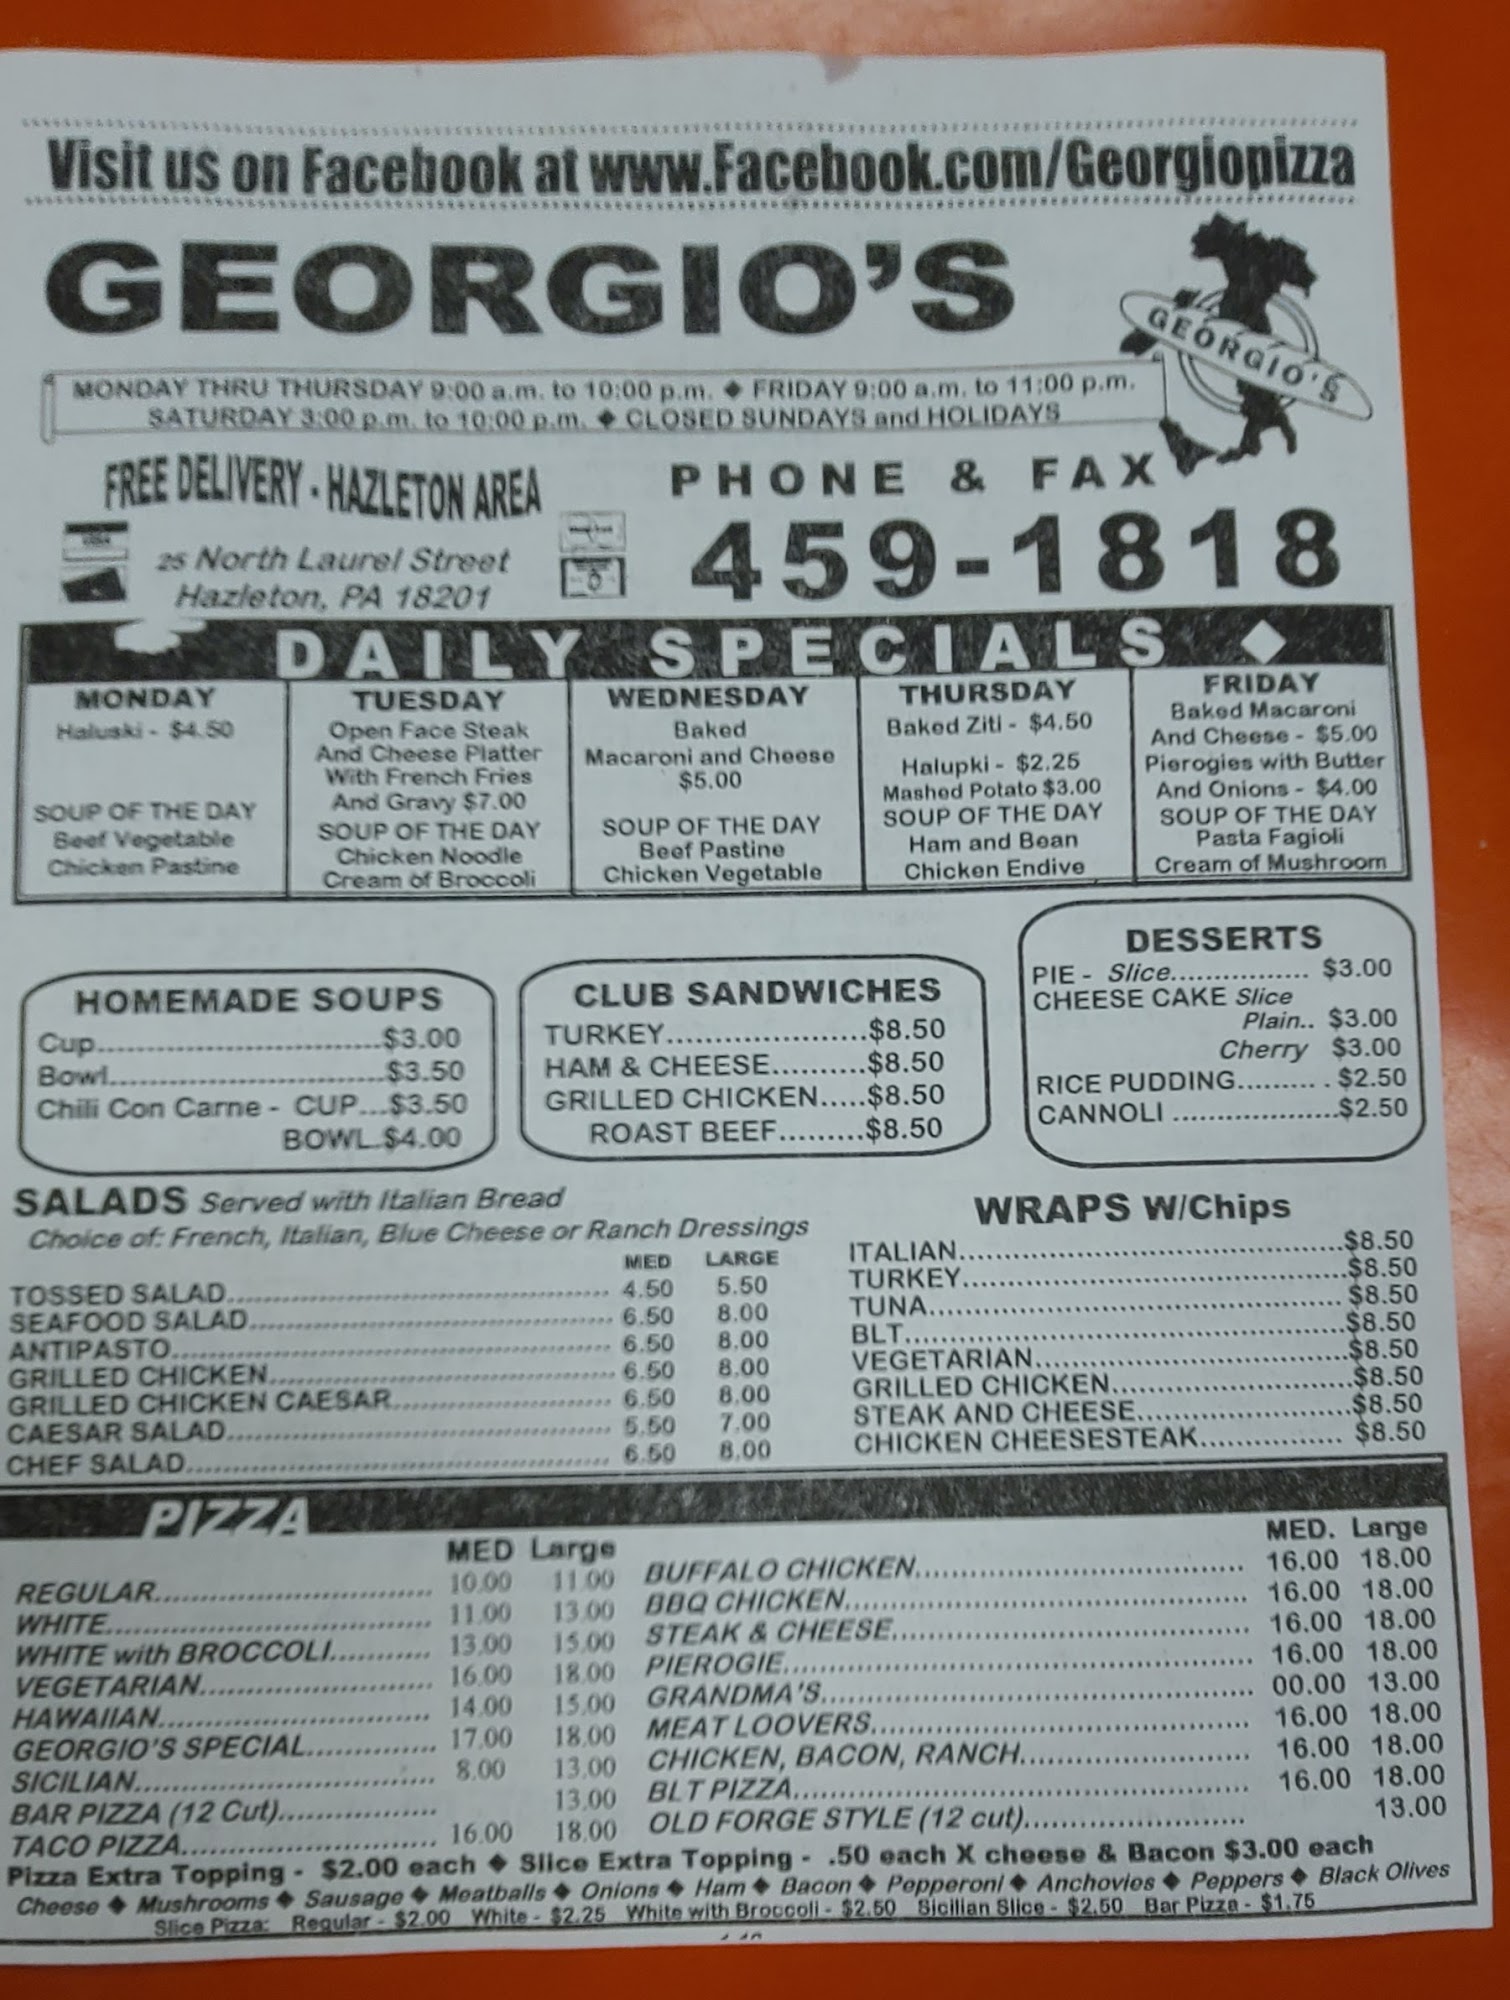 Visit us on Facebook at www.Facebook.com/Georgiopizza
GEORGIO'S
GEORGIO'S
MONDAY THRU THURSDAY 9:00 a.m. to 10:00 p.m. ◆ FRIDAY 9:00 a.m. to 11:00 p.m.
SATURDAY 3:00 p.m. to 10:00 p.m. ◆ CLOSED SUNDAYS and HOLIDAYS
FREE DELIVERY - HAZLETON AREA
25 North Laurel Street
Hazleton, PA 18201
PHONE & FAX
459-1818
DAILY SPECIALS ◆
MONDAY
Haluski - $4.50
SOUP OF THE DAY
Beef Vegetable
Chicken Pastine
TUESDAY
Open Face Steak
And Cheese Platter
With French Fries
And Gravy $7.00
SOUP OF THE DAY
Chicken Noodle
Cream of Broccoli
WEDNESDAY
Baked
Macaroni and Cheese
$5.00
SOUP OF THE DAY
Beef Pastine
Chicken Vegetable
THURSDAY
Baked Ziti - $4.50
Halupki - $2.25
Mashed Potato $3.00
SOUP OF THE DAY
Ham and Bean
Chicken Endive
FRIDAY
Baked Macaroni
And Cheese - $5.00
Pierogies with Butter
And Onions - $4.00
SOUP OF THE DAY
Pasta Fagioli
Cream of Mushroom
HOMEMADE SOUPS
Cup..............................$3.00
Bowl.............................$3.50
Chili Con Carne - CUP...$3.50
BOWL.$4.00
CLUB SANDWICHES
TURKEY.....................$8.50
HAM & CHEESE..........$8.50
GRILLED CHICKEN.....$8.50
ROAST BEEF.........$8.50
DESSERTS
PIE - Slice................ $3.00
CHEESE CAKE Slice
Plain.. $3.00
Cherry $3.00
RICE PUDDING......... . $2.50
CANNOLI ...................$2.50
SALADS Served with Italian Bread
Choice of: French, Italian, Blue Cheese or Ranch Dressings
MED LARGE
TOSSED SALAD.......... 4.50 5.50
SEAFOOD SALAD.......... 6.50 8.00
ANTIPASTO.......... 6.50 8.00
GRILLED CHICKEN.......... 6.50 8.00
GRILLED CHICKEN CAESAR.......... 6.50 8.00
CAESAR SALAD.......... 5.50 7.00
CHEF SALAD.......... 6.50 8.00
WRAPS W/Chips
ITALIAN..........$8.50
TURKEY..........$8.50
TUNA.......... $8.50
BLT..........$8.50
VEGETARIAN..........$8.50
GRILLED CHICKEN..........$8.50
STEAK AND CHEESE..........$8.50
CHICKEN CHEESESTEAK.......... $8.50
PIZZA
MED Large
REGULAR.......... 10.00 11.00
WHITE.......... 11.00 13.00
WHITE with BROCCOLI.......... 13.00 15.00
VEGETARIAN.......... 16.00 18.00
HAWAIIAN.......... 14.00 15.00
GEORGIO'S SPECIAL.......... 17.00 18.00
SICILIAN.......... 8.00 13.00
BAR PIZZA (12 Cut).......... 13.00
TACO PIZZA.......... 16.00 18.00
MED. Large
BUFFALO CHICKEN.......... 16.00 18.00
BBQ CHICKEN.......... 16.00 18.00
STEAK & CHEESE.......... 16.00 18.00
PIEROGIE.......... 16.00 18.00
GRANDMA'S.......... 00.00 13.00
MEAT LOOVERS.......... 16.00 18.00
CHICKEN, BACON, RANCH.......... 16.00 18.00
BLT PIZZA.......... 16.00 18.00
OLD FORGE STYLE (12 cut).......... 13.00
Pizza Extra Topping - $2.00 each ◆ Slice Extra Topping - .50 each X cheese & Bacon $3.00 each
Cheese ◆ Mushrooms ◆ Sausage ◆ Meatballs ◆ Onions ◆ Ham ◆ Bacon ◆ Pepperoni ◆ Anchovies ◆ Peppers ◆ Black Olives
Slice Pizza: Regular - $2.00 White - $2.25 White with Broccoli - $2.50 Sicilian Slice - $2.50 Bar Pizza - $1.75